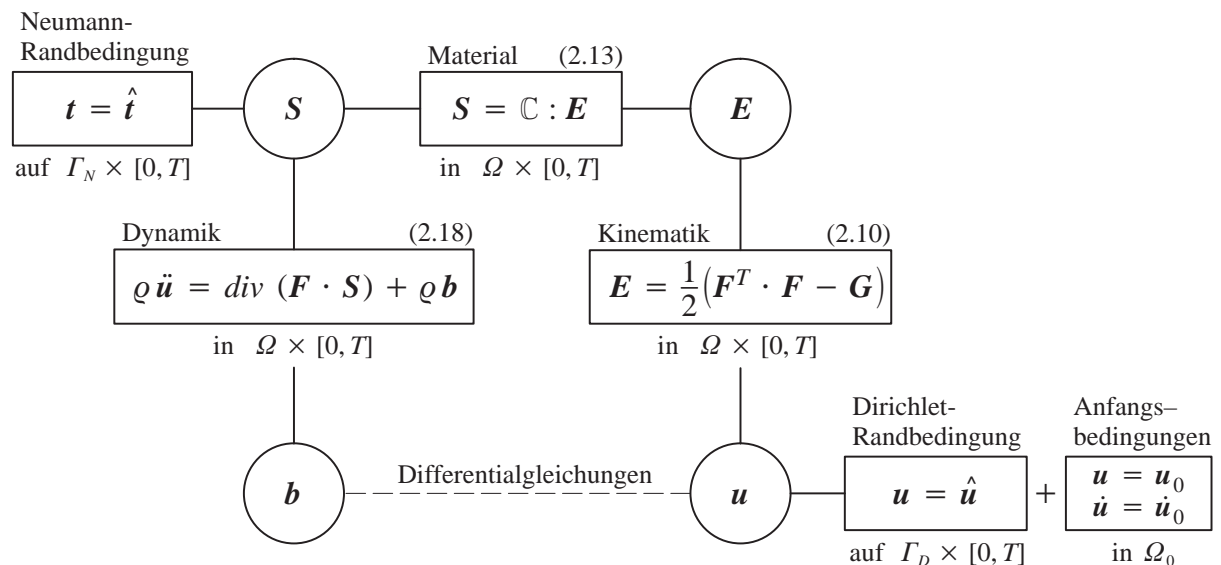 Neumann-
Randbedingung
t = t̂
auf Γ_N × [0, T]
S
Material (2.13)
S = ℂ : E
in Ω × [0, T]
E
Dynamik (2.18)
ϱ ü = div (F · S) + ϱ b
in Ω × [0, T]
Kinematik (2.10)
E = 1/2 (F^T · F − G)
in Ω × [0, T]
b
Differentialgleichungen
u
Dirichlet-
Randbedingung
u = û
auf Γ_D × [0, T]
+
Anfangs–
bedingungen
u = u_0
u̇ = u̇_0
in Ω_0